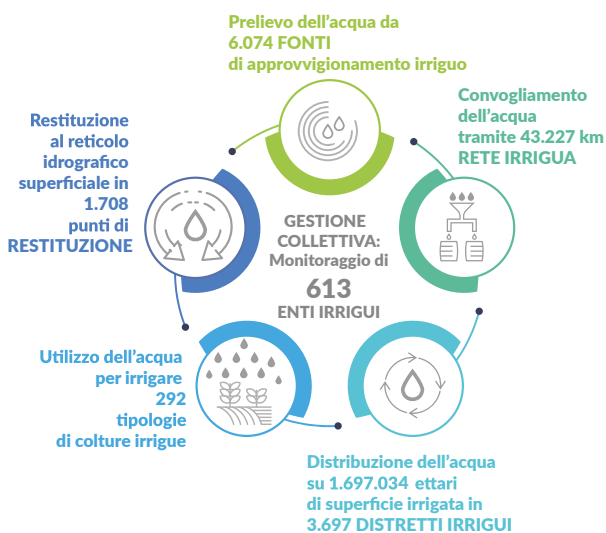 Prelievo dell'acqua da
6.074 FONTI
di approvvigionamento irriguo
Convogliamento
dell'acqua
tramite 43.227 km
RETE IRRIGUA
Restituzione
al reticolo
idrografico
superficiale in
1.708
punti di
RESTITUZIONE
GESTIONE
COLLETTIVA:
Monitoraggio di
613
ENTI IRRIGUI
Utilizzo dell'acqua
per irrigare
292
tipologie
di colture irrigue
Distribuzione dell'acqua
su 1.697.034 ettari
di superficie irrigata in
3.697 DISTRETTI IRRIGUI